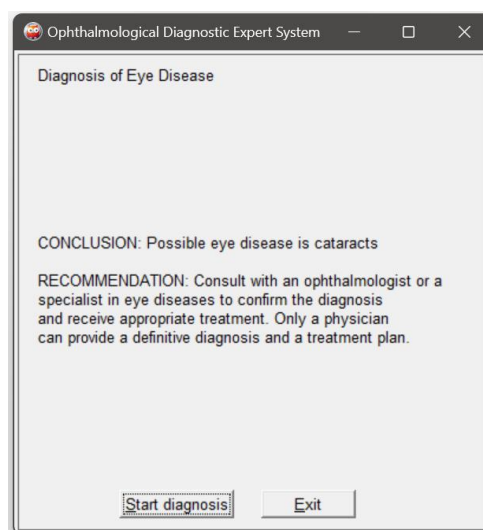 Ophthalmological Diagnostic Expert System
Diagnosis of Eye Disease
CONCLUSION: Possible eye disease is cataracts
RECOMMENDATION: Consult with an ophthalmologist or a
specialist in eye diseases to confirm the diagnosis
and receive appropriate treatment. Only a physician
can provide a definitive diagnosis and a treatment plan.
Start diagnosis Exit